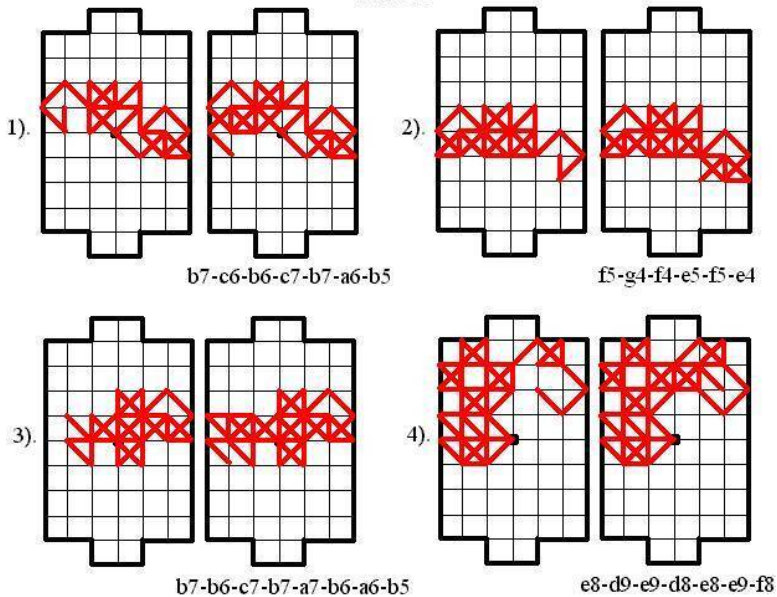 1).
2).
b7-c6-b6-c7-b7-a6-b5
f5-g4-f4-e5-f5-e4
3).
4).
b7-b6-c7-b7-a7-b6-a6-b5
e8-d9-e9-d8-e8-e9-f8